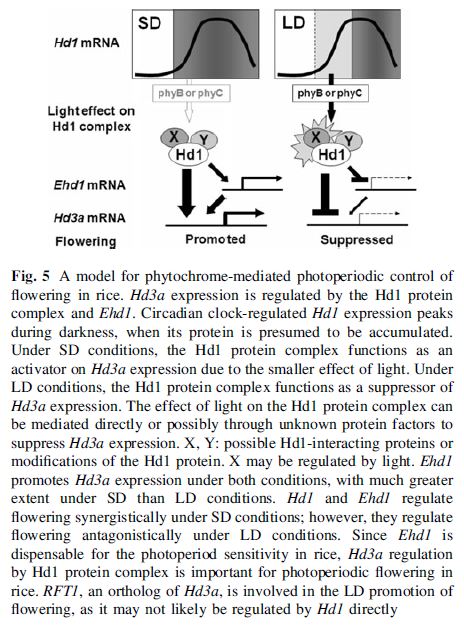 SD LD
Hd1 mRNA
phyB or phyC phyB or phyC
Light effect on
Hd1 complex
X Y X Y
Hd1 Hd1
Ehd1 mRNA
Hd3a mRNA
Flowering Promoted Suppressed
Fig. 5 A model for phytochrome-mediated photoperiodic control of
flowering in rice. Hd3a expression is regulated by the Hd1 protein
complex and Ehd1. Circadian clock-regulated Hd1 expression peaks
during darkness, when its protein is presumed to be accumulated.
Under SD conditions, the Hd1 protein complex functions as an
activator on Hd3a expression due to the smaller effect of light. Under
LD conditions, the Hd1 protein complex functions as a suppressor of
Hd3a expression. The effect of light on the Hd1 protein complex can
be mediated directly or possibly through unknown protein factors to
suppress Hd3a expression. X, Y: possible Hd1-interacting proteins or
modifications of the Hd1 protein. X may be regulated by light. Ehd1
promotes Hd3a expression under both conditions, with much greater
extent under SD than LD conditions. Hd1 and Ehd1 regulate
flowering synergistically under SD conditions; however, they regulate
flowering antagonistically under LD conditions. Since Ehd1 is
dispensable for the photoperiod sensitivity in rice, Hd3a regulation
by Hd1 protein complex is important for photoperiodic flowering in
rice. RFT1, an ortholog of Hd3a, is involved in the LD promotion of
flowering, as it may not likely be regulated by Hd1 directly